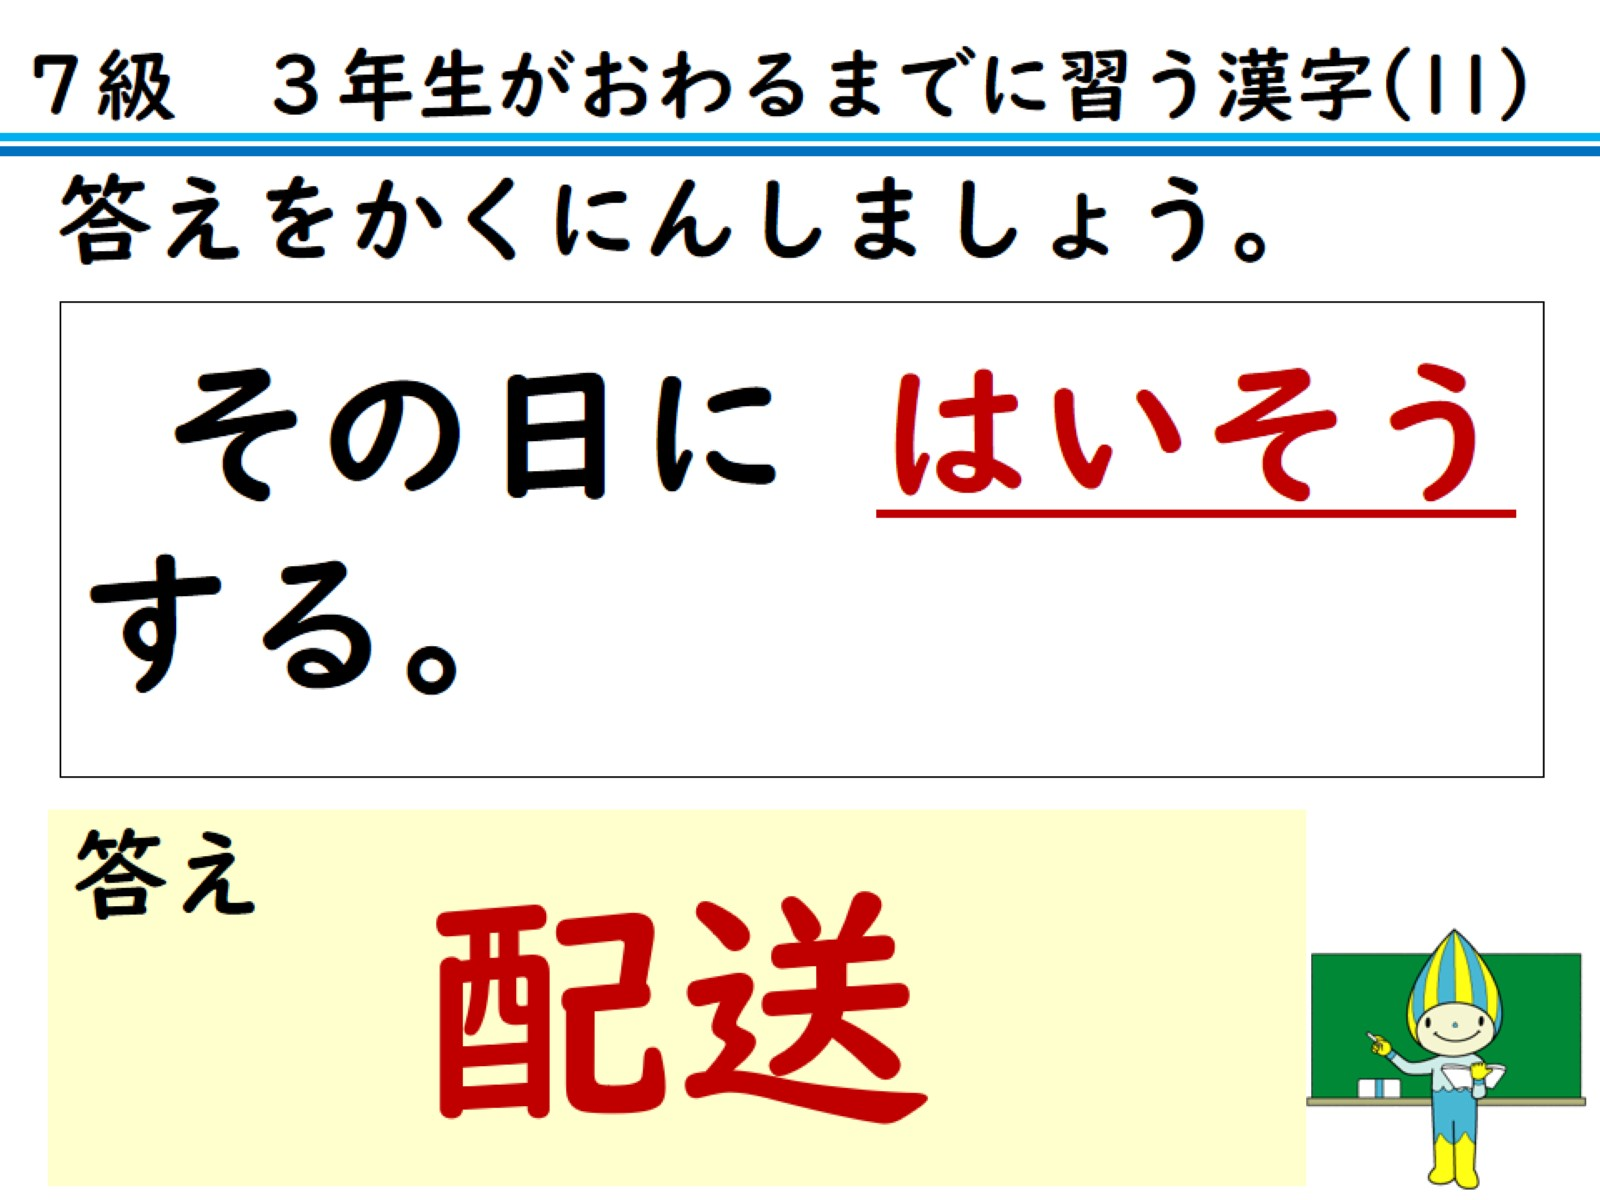 7級　3年生がおわるまでに習う漢字(11)
答えをかくにんしましょう。
その日に　はいそう
する。
答え
配送